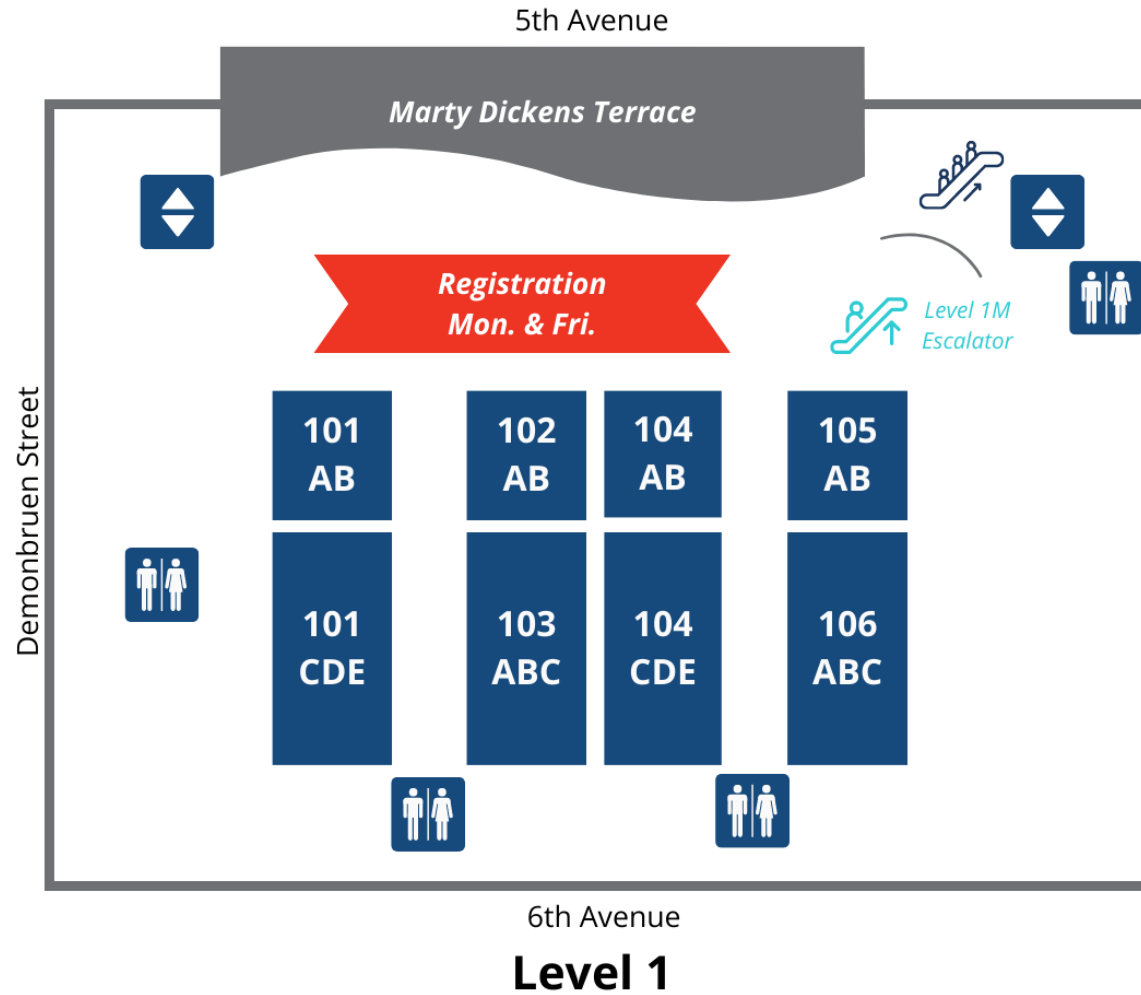 5th Avenue
Marty Dickens Terrace
Registration
Mon. & Fri.
Level 1M
Escalator
Demonbruen Street
101
AB
102
AB
104
AB
105
AB
101
CDE
103
ABC
104
CDE
106
ABC
6th Avenue
Level 1